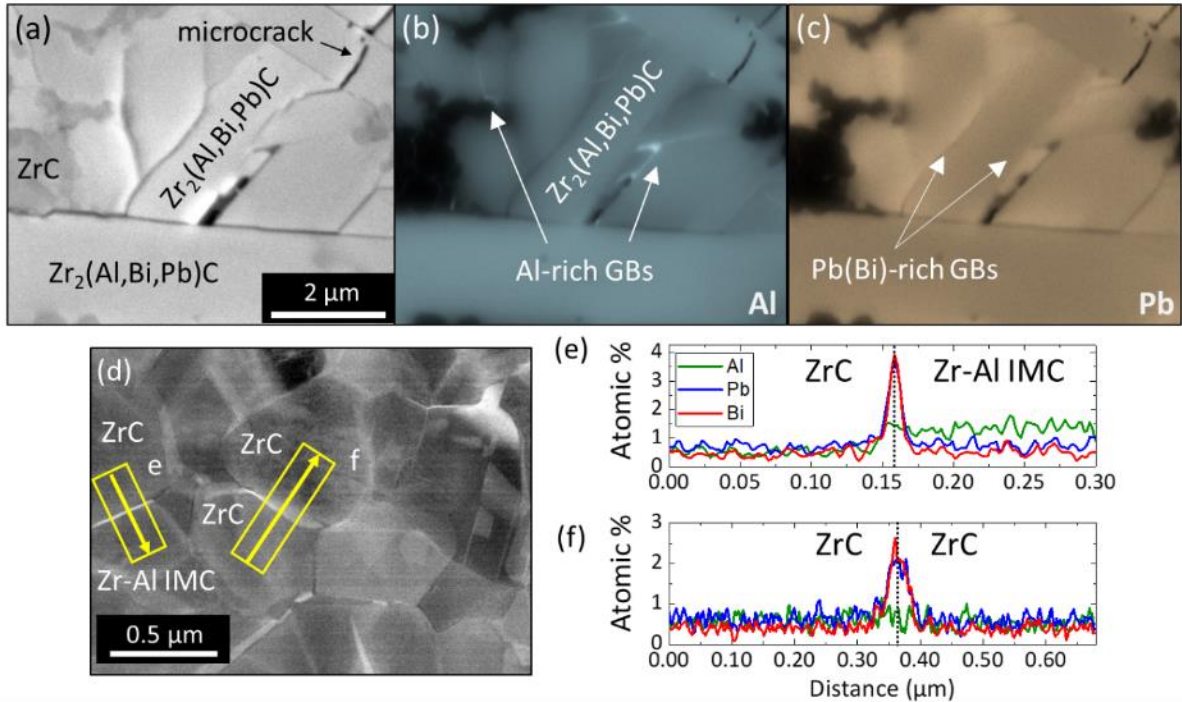 (a)
microcrack
ZrC
Zr₂(Al,Bi,Pb)C
Zr₂(Al,Bi,Pb)C
2 μm
(b)
Zr₂(Al,Bi,Pb)C
Al-rich GBs
Al
(c)
Pb(Bi)-rich GBs
Pb
(d)
ZrC
e
ZrC
f
ZrC
Zr-Al IMC
0.5 μm
(e)
Atomic %
4
3
2
1
0
Al
Pb
Bi
ZrC
Zr-Al IMC
0.00 0.05 0.10 0.15 0.20 0.25 0.30
(f)
Atomic %
3
2
1
0
ZrC
ZrC
0.00 0.10 0.20 0.30 0.40 0.50 0.60
Distance (μm)